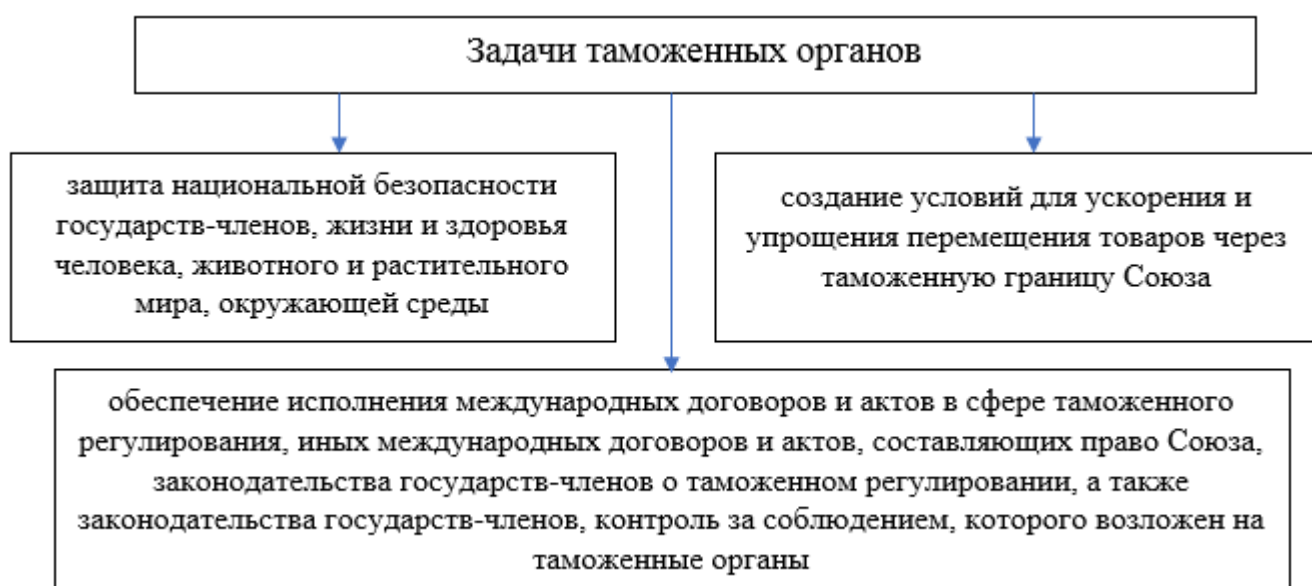 Задачи таможенных органов
защита национальной безопасности
государств-членов, жизни и здоровья
человека, животного и растительного
мира, окружающей среды
создание условий для ускорения и
упрощения перемещения товаров через
таможенную границу Союза
обеспечение исполнения международных договоров и актов в сфере таможенного
регулирования, иных международных договоров и актов, составляющих право Союза,
законодательства государств-членов о таможенном регулировании, а также
законодательства государств-членов, контроль за соблюдением, которого возложен на
таможенные органы